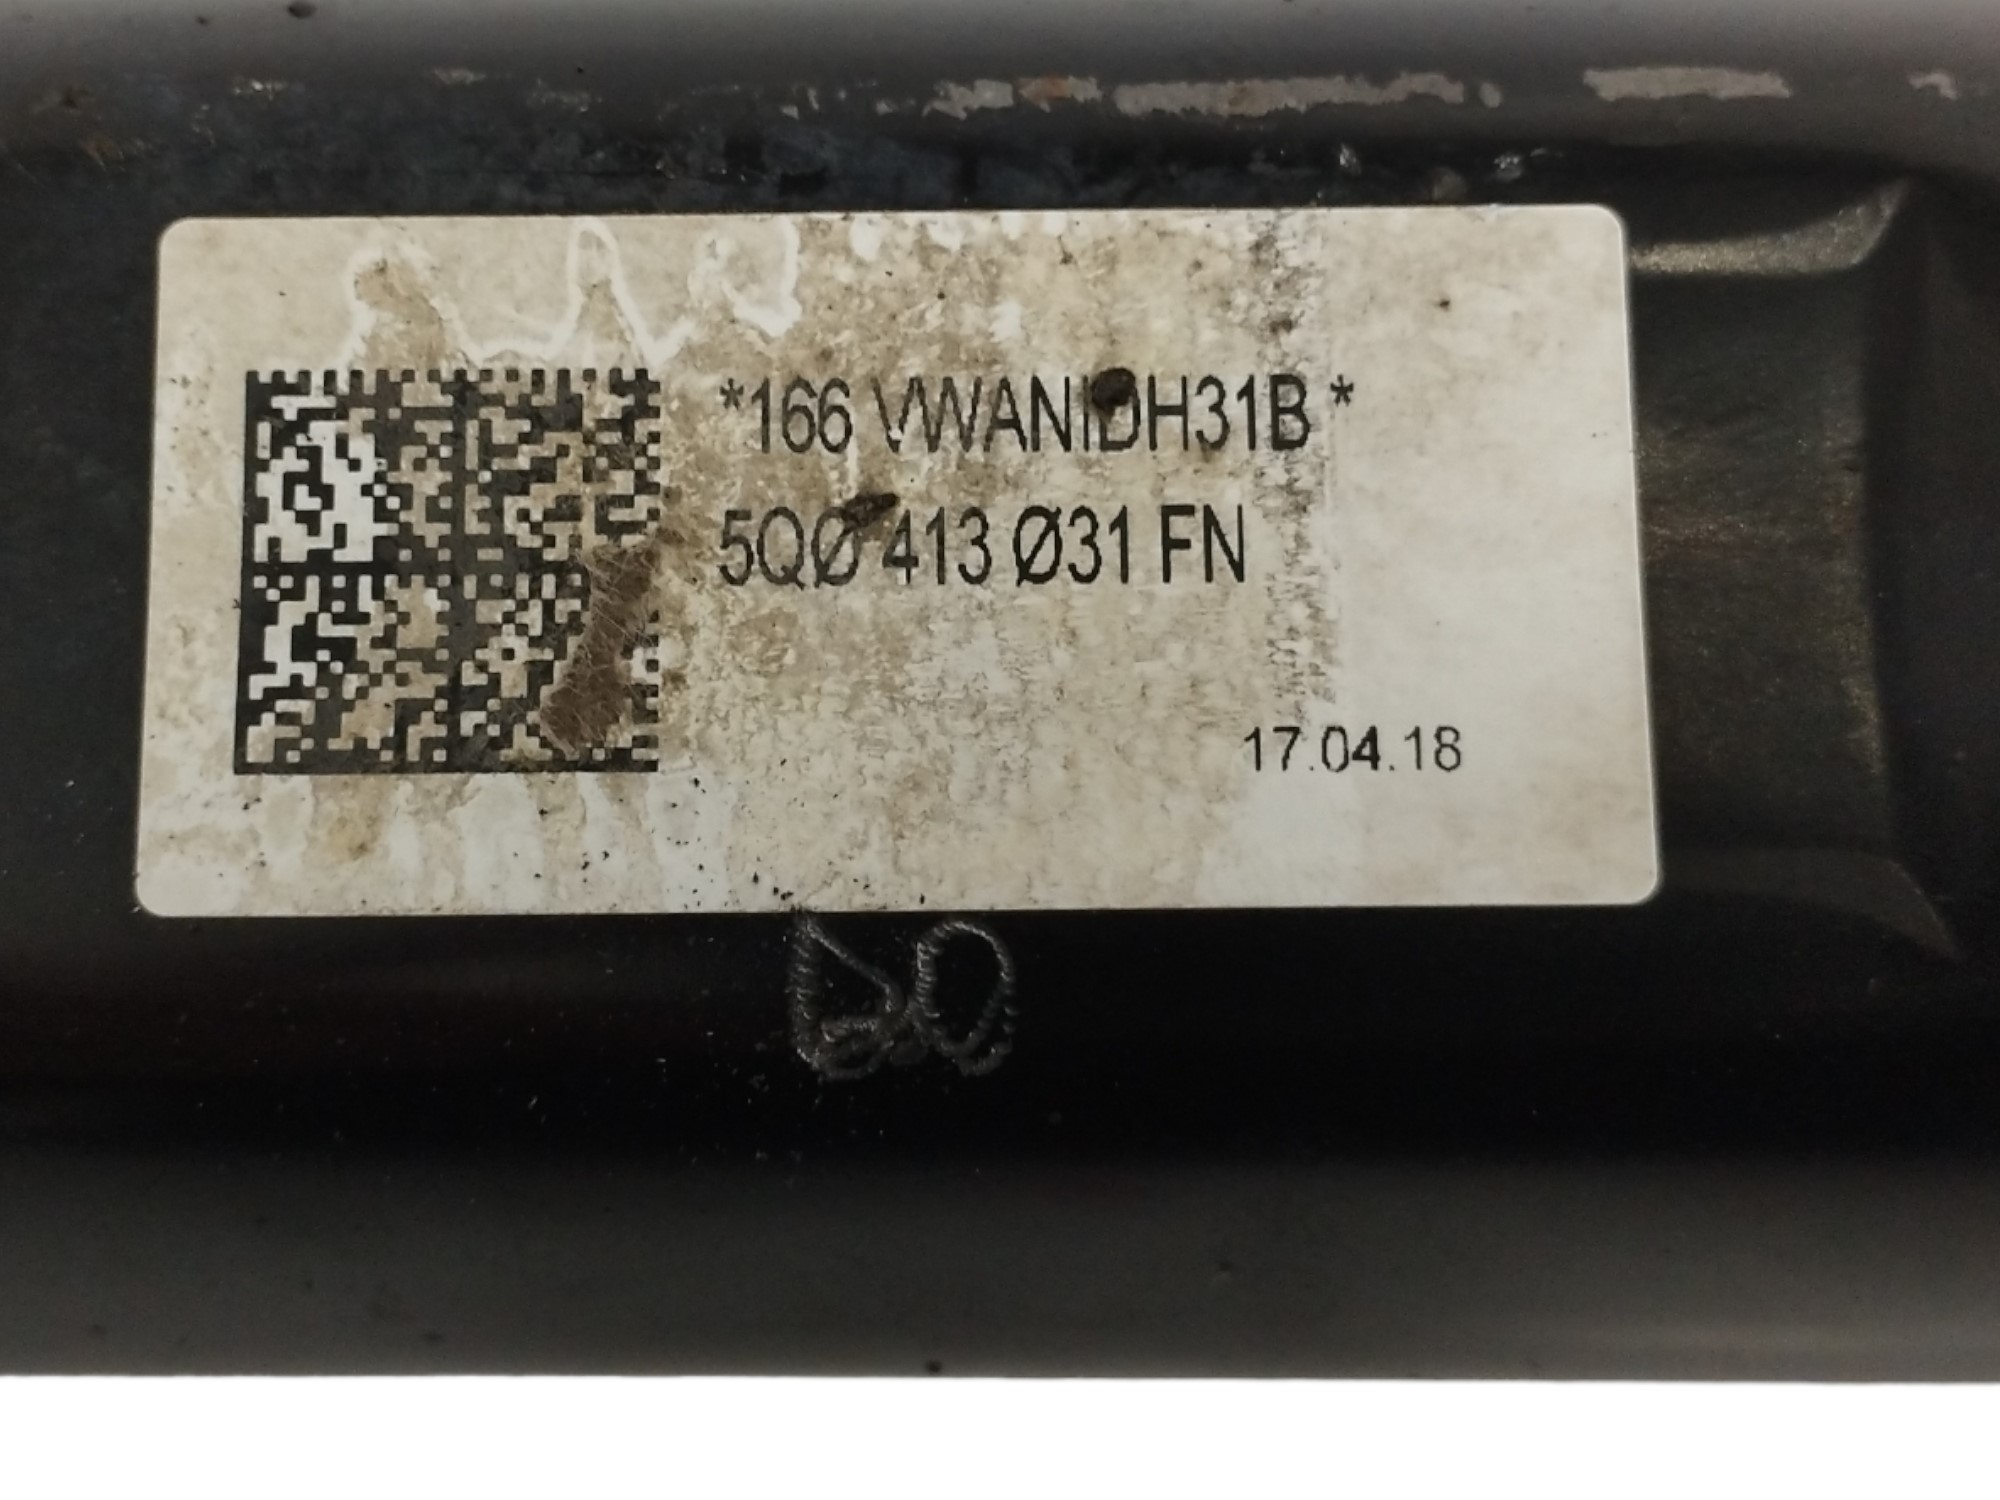 *166 VWANIDH31B *
5QØ 413 Ø31 FN
17.04.18